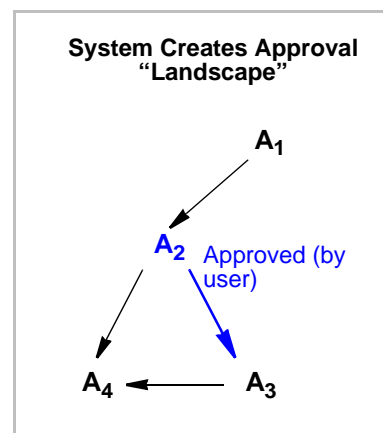 System Creates Approval
“Landscape”
A1
A2 Approved (by
user)
A4 A3